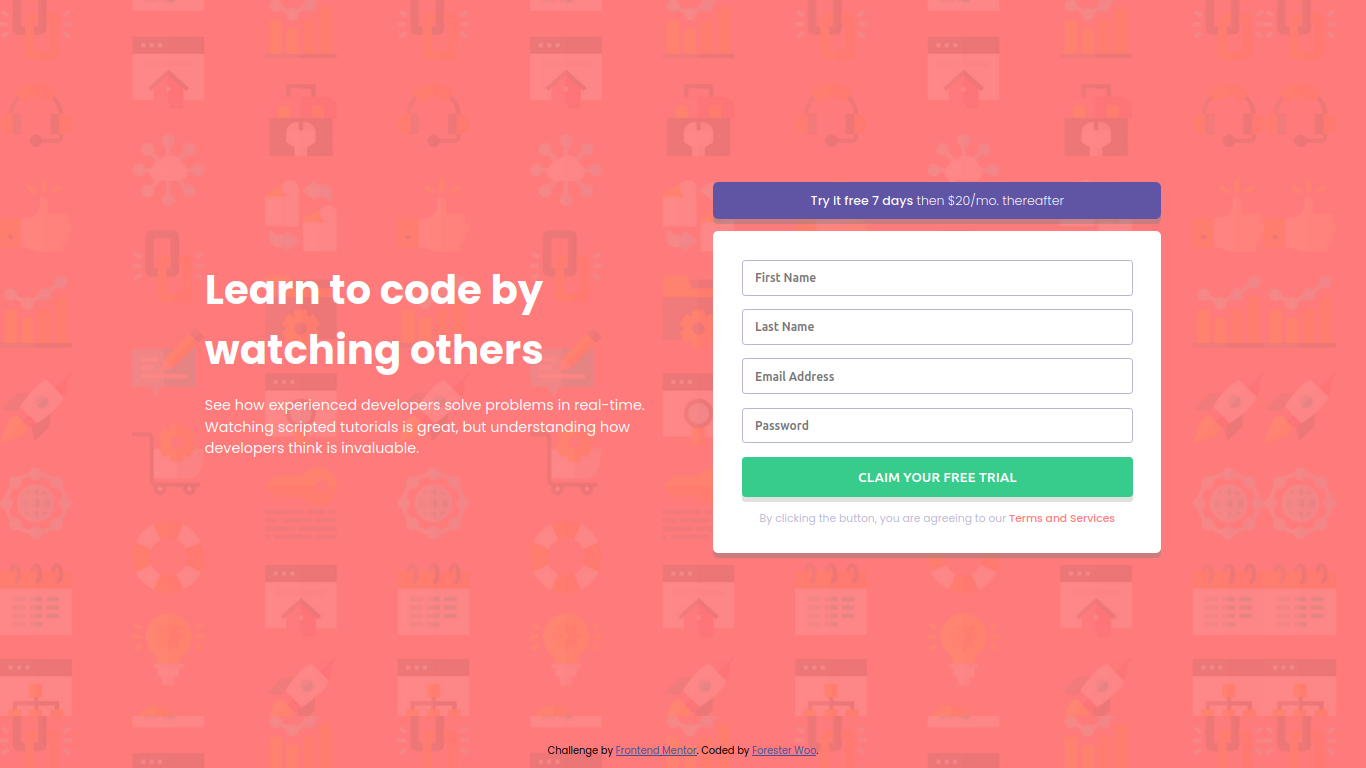 Learn to code by
watching others
See how experienced developers solve problems in real-time.
Watching scripted tutorials is great, but understanding how
developers think is invaluable.
Try it free 7 days then $20/mo. thereafter
First Name
Last Name
Email Address
Password
CLAIM YOUR FREE TRIAL
By clicking the button, you are agreeing to our Terms and Services
Challenge by Frontend Mentor. Coded by Forester Woo.